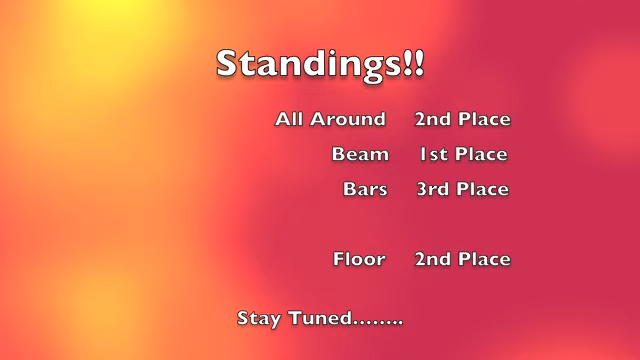 Standings!!
All Around 2nd Place
Beam 1st Place
Bars 3rd Place
Floor 2nd Place
Stay Tuned........